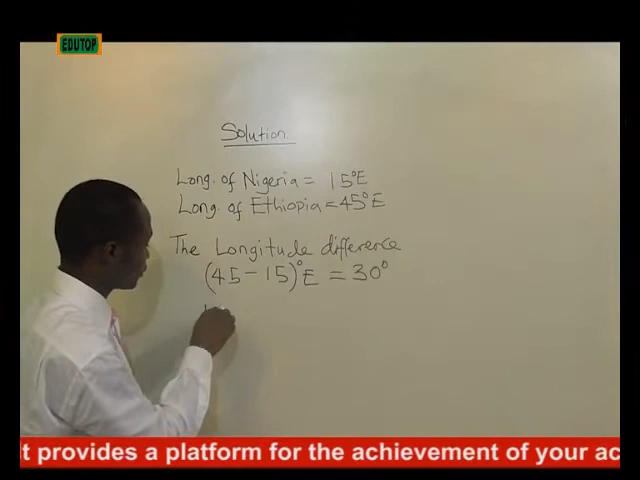 EDUTOP
Solution
Long. of Nigeria = 15°E
Long. of Ethiopia = 45°E
The Longitude difference
(45 - 15)°E = 30°
it provides a platform for the achievement of your ac